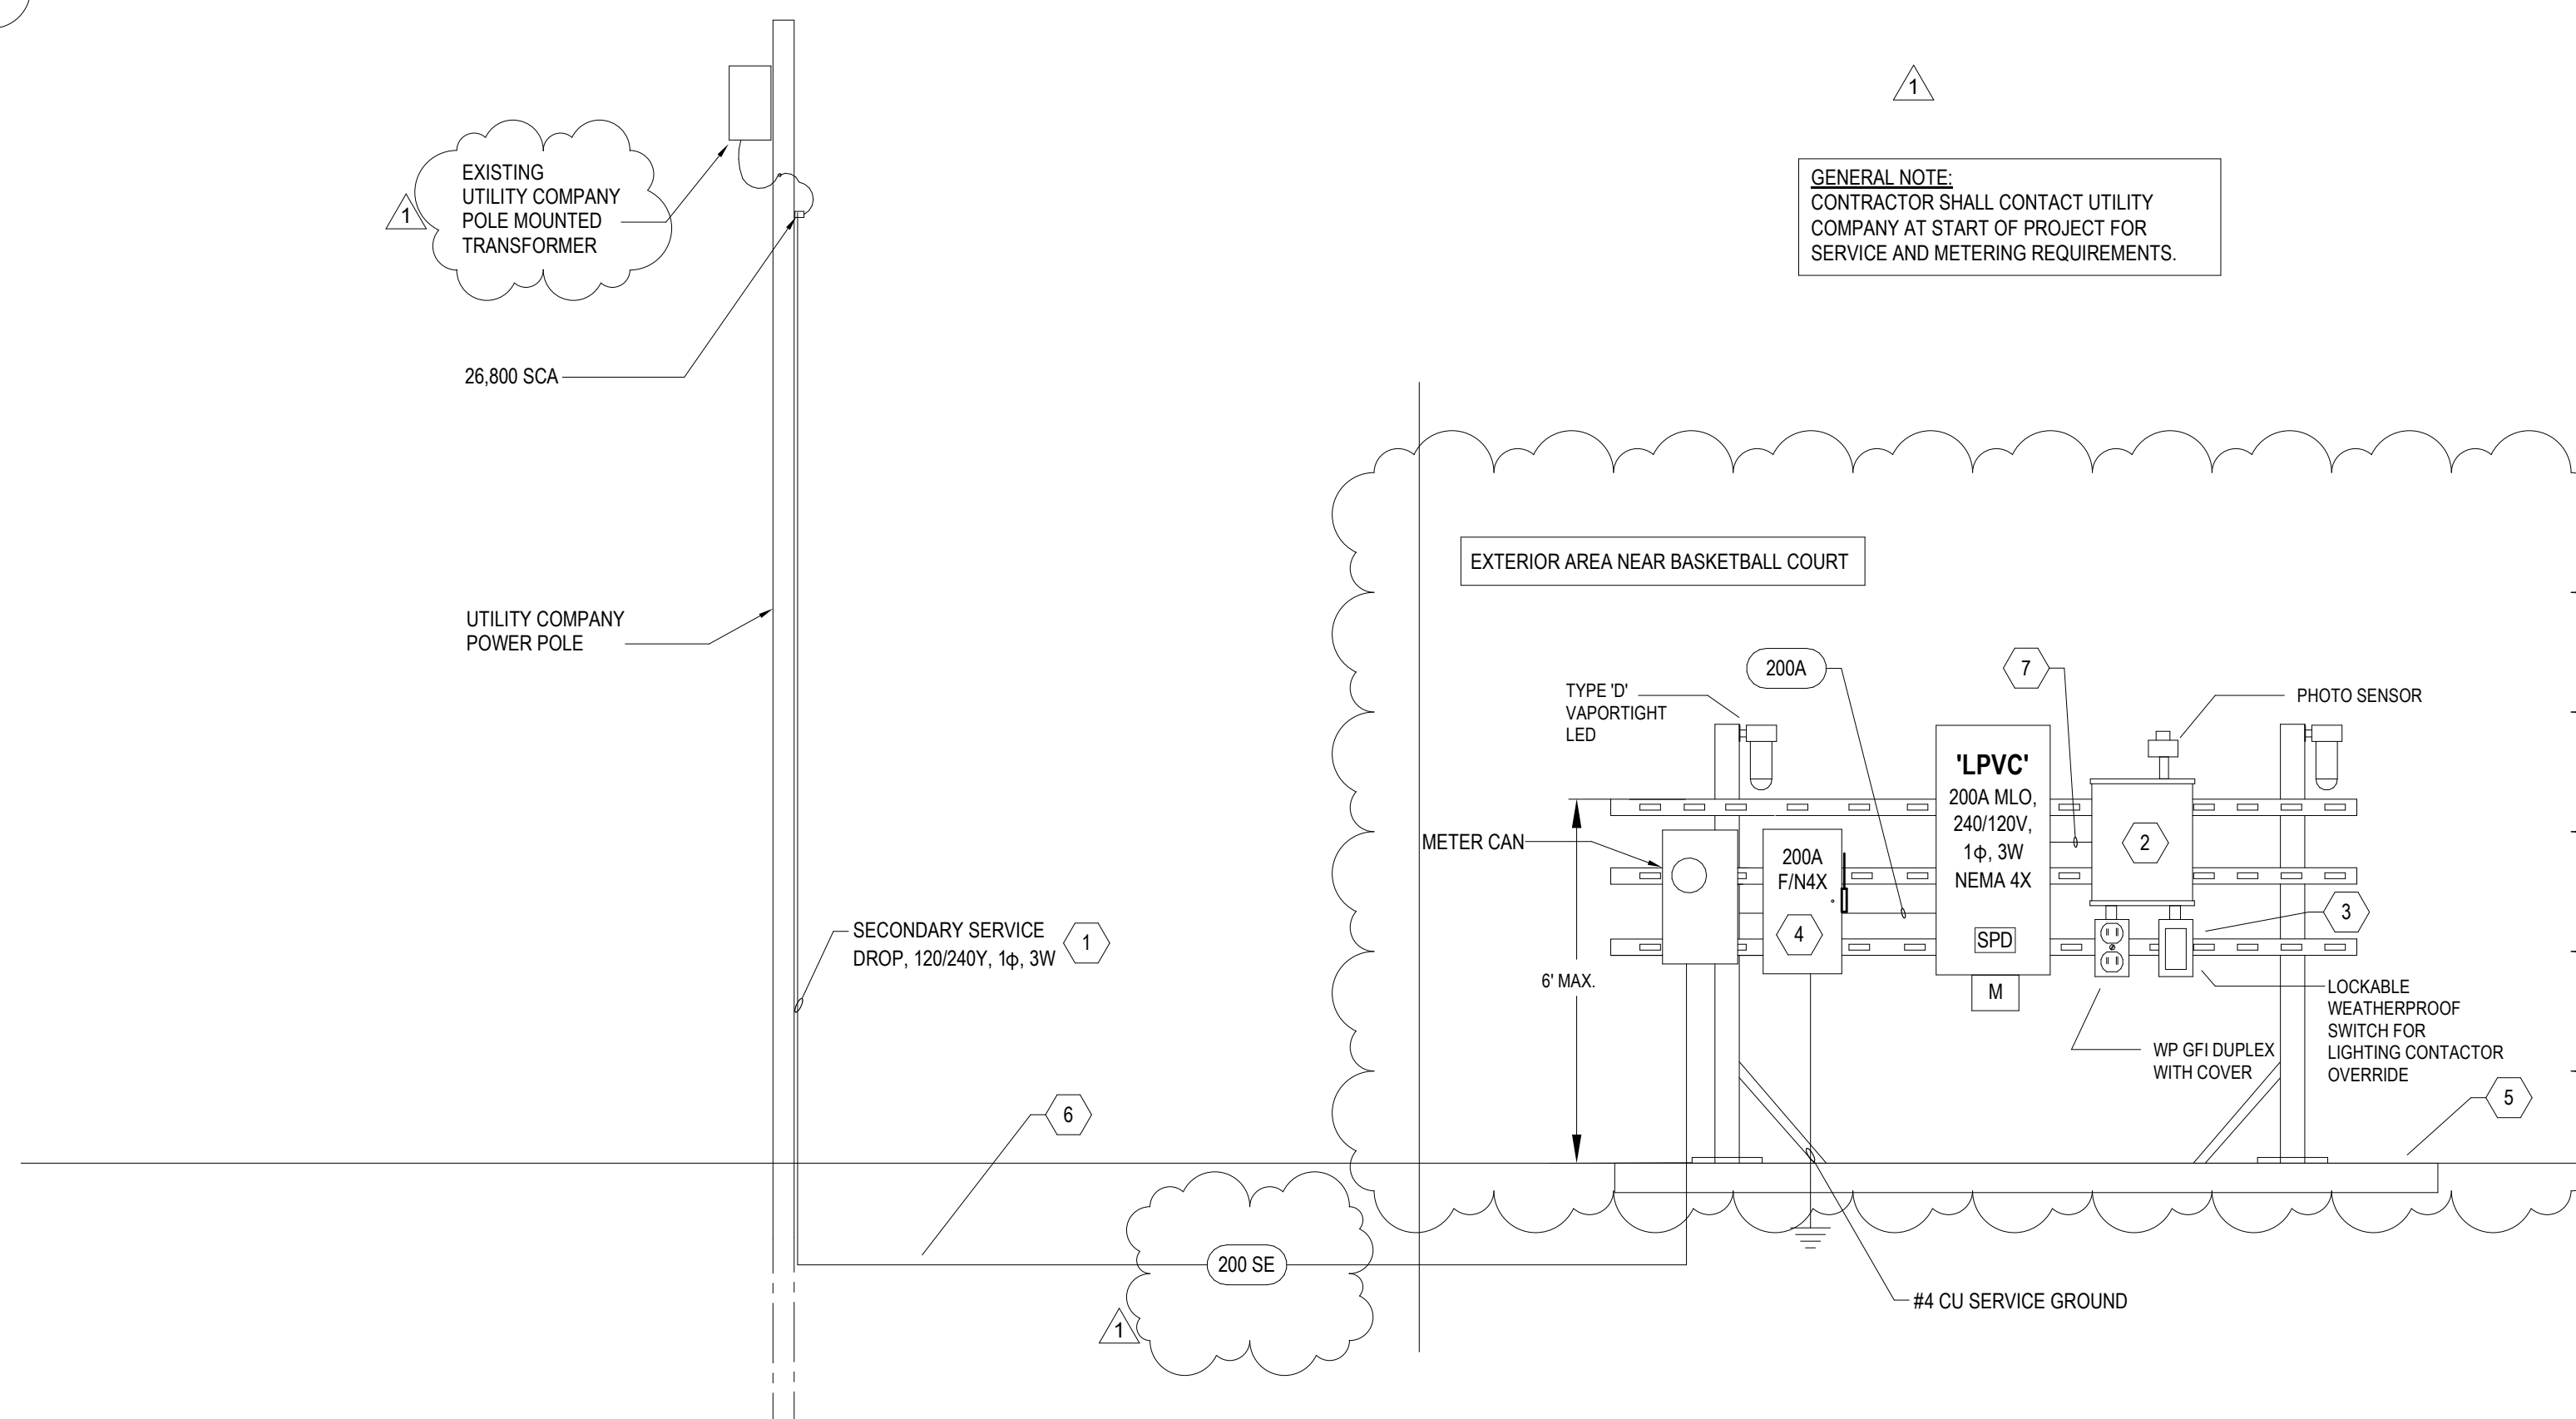 1
EXISTING
UTILITY COMPANY
POLE MOUNTED
TRANSFORMER
1
GENERAL NOTE:
CONTRACTOR SHALL CONTACT UTILITY
COMPANY AT START OF PROJECT FOR
SERVICE AND METERING REQUIREMENTS.
26,800 SCA
EXTERIOR AREA NEAR BASKETBALL COURT
UTILITY COMPANY
POWER POLE
200A
7
TYPE 'D'
VAPORTIGHT
LED
PHOTO SENSOR
'LPVC'
200A MLO,
240/120V,
1ϕ, 3W
NEMA 4X
SPD
M
METER CAN
200A
F/N4X
4
2
3
6' MAX.
SECONDARY SERVICE
DROP, 120/240Y, 1ϕ, 3W
1
LOCKABLE
WEATHERPROOF
SWITCH FOR
LIGHTING CONTACTOR
OVERRIDE
WP GFI DUPLEX
WITH COVER
5
6
200 SE
1
#4 CU SERVICE GROUND